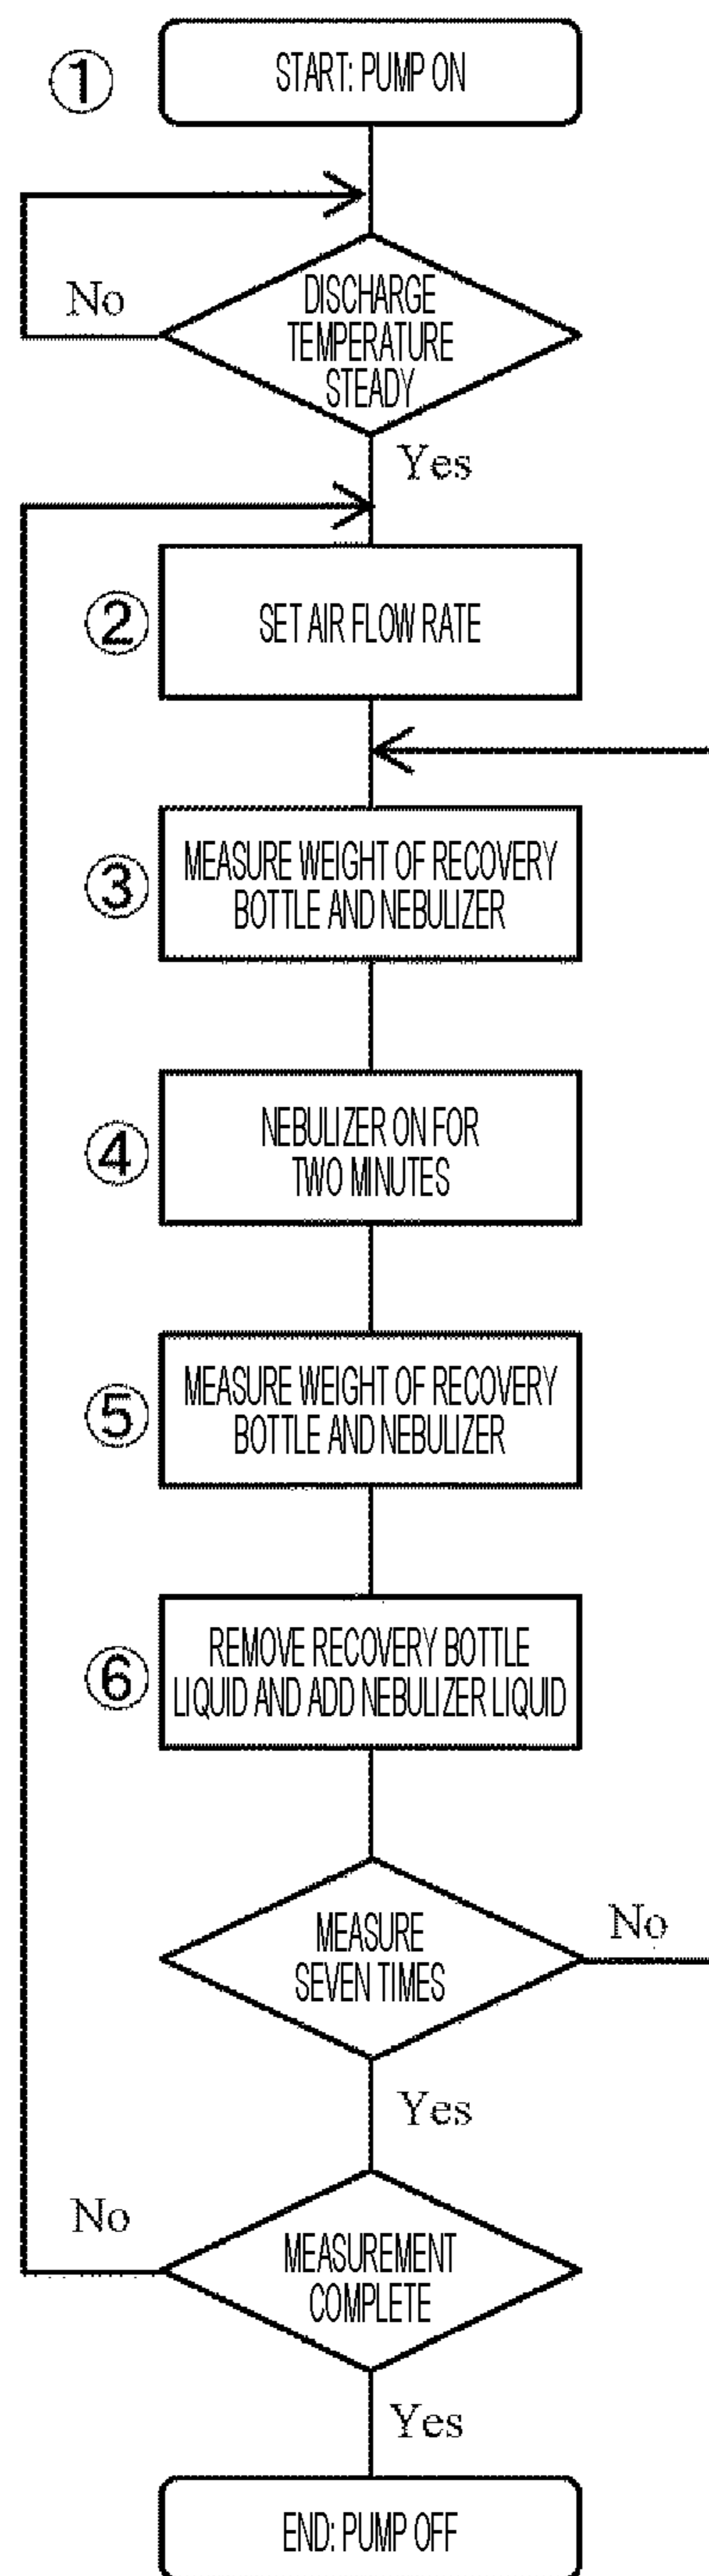 ①
START: PUMP ON
No
DISCHARGE
TEMPERATURE
STEADY
Yes
②
SET AIR FLOW RATE
③
MEASURE WEIGHT OF RECOVERY
BOTTLE AND NEBULIZER
④
NEBULIZER ON FOR
TWO MINUTES
⑤
MEASURE WEIGHT OF RECOVERY
BOTTLE AND NEBULIZER
⑥
REMOVE RECOVERY BOTTLE
LIQUID AND ADD NEBULIZER LIQUID
MEASURE
SEVEN TIMES
No
Yes
No
MEASUREMENT
COMPLETE
Yes
END: PUMP OFF